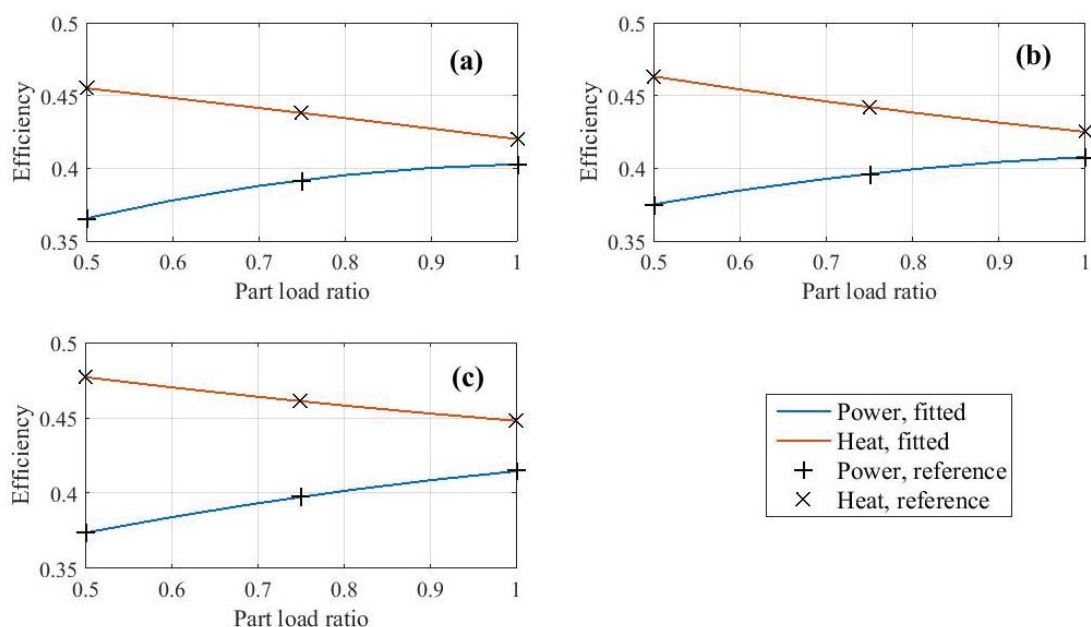 0.5
0.45
0.4
0.35
Efficiency
(a)
0.5 0.6 0.7 0.8 0.9 1
Part load ratio
0.5
0.45
0.4
0.35
Efficiency
(b)
0.5 0.6 0.7 0.8 0.9 1
Part load ratio
0.5
0.45
0.4
0.35
Efficiency
(c)
0.5 0.6 0.7 0.8 0.9 1
Part load ratio
Power, fitted
Heat, fitted
Power, reference
Heat, reference